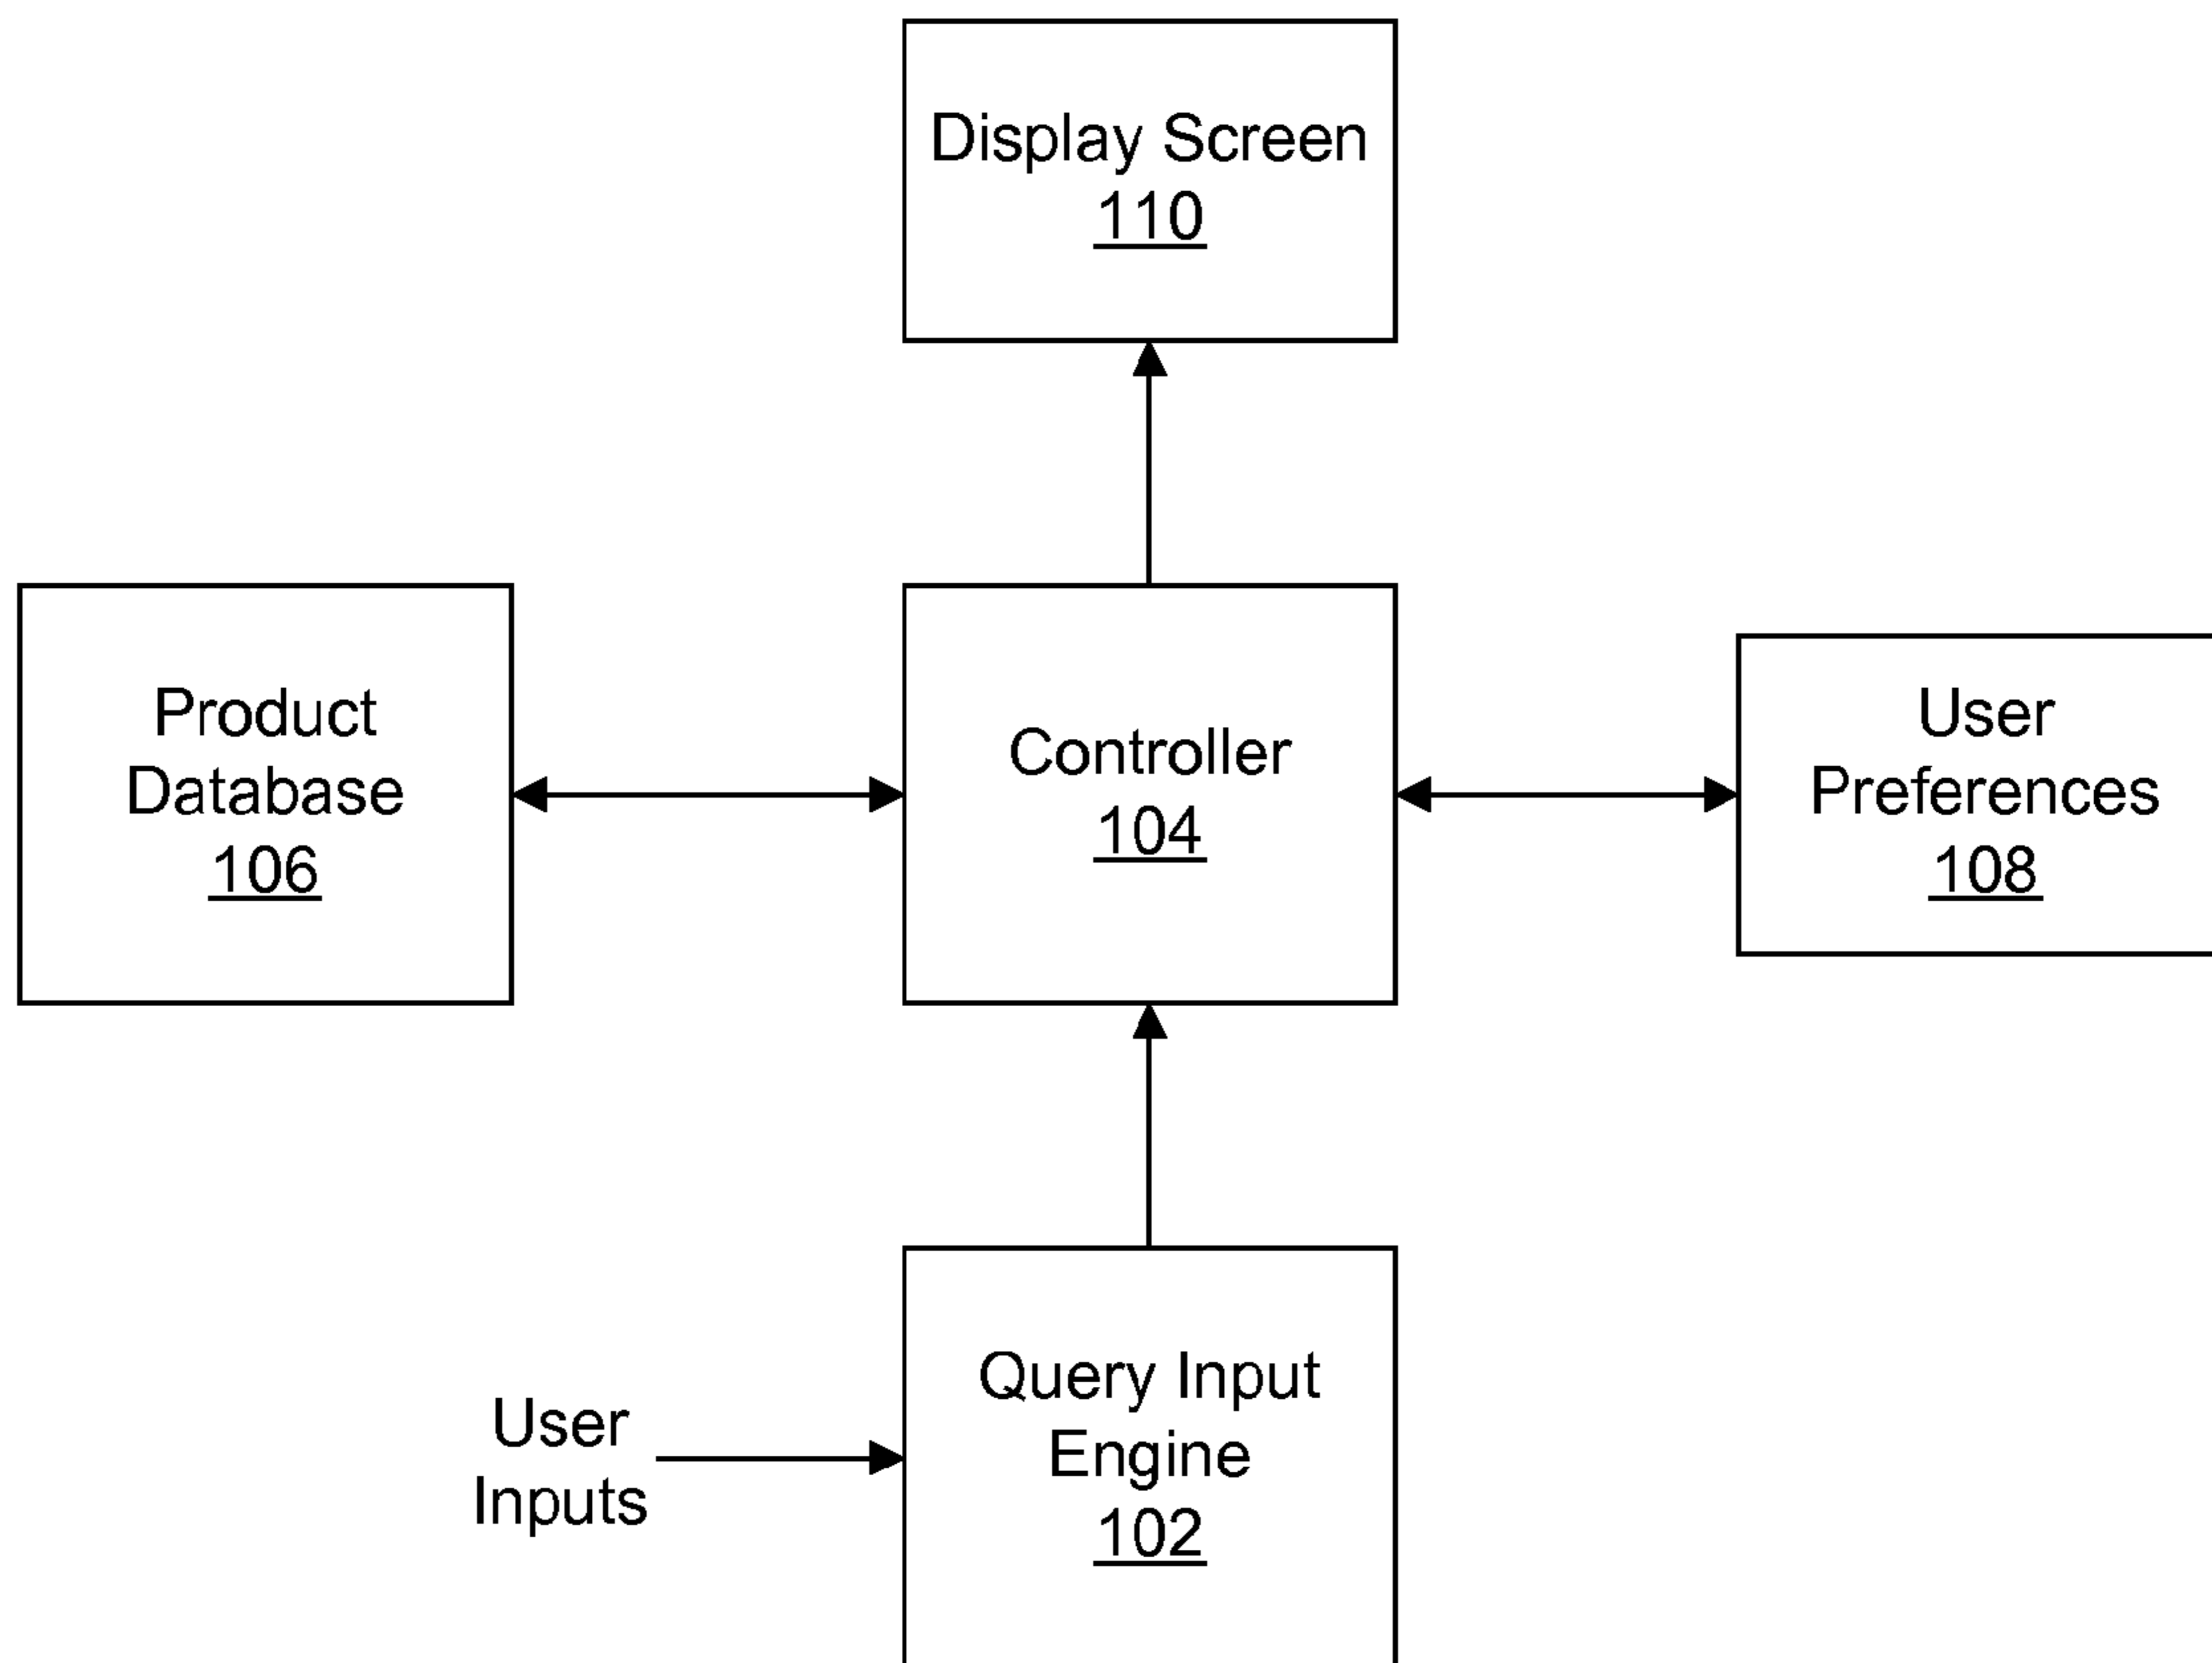 Display Screen
110
Product
Database
106
Controller
104
User
Preferences
108
User
Inputs
Query Input
Engine
102